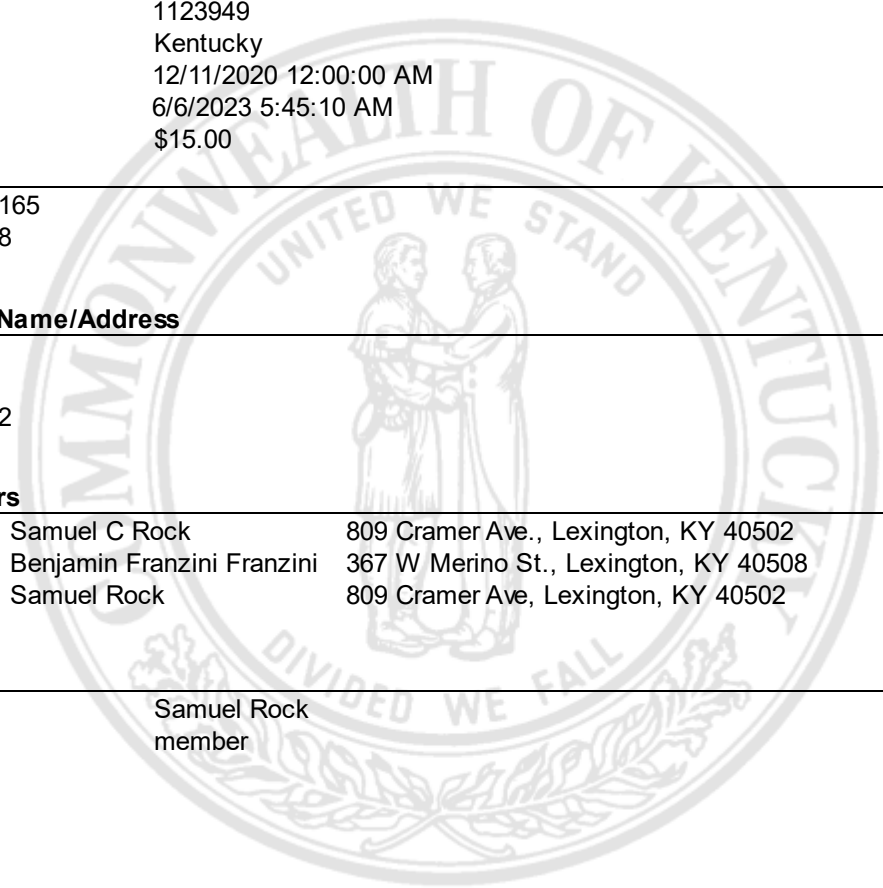 1123949
Kentucky
12/11/2020 12:00:00 AM
6/6/2023 5:45:10 AM
$15.00
165
8
Name/Address
2
rs
Samuel C Rock 809 Cramer Ave., Lexington, KY 40502
Benjamin Franzini Franzini 367 W Merino St., Lexington, KY 40508
Samuel Rock 809 Cramer Ave, Lexington, KY 40502
Samuel Rock
member
COMMONWEALTH OF KENTUCKY
UNITED WE STAND
DIVIDED WE FALL